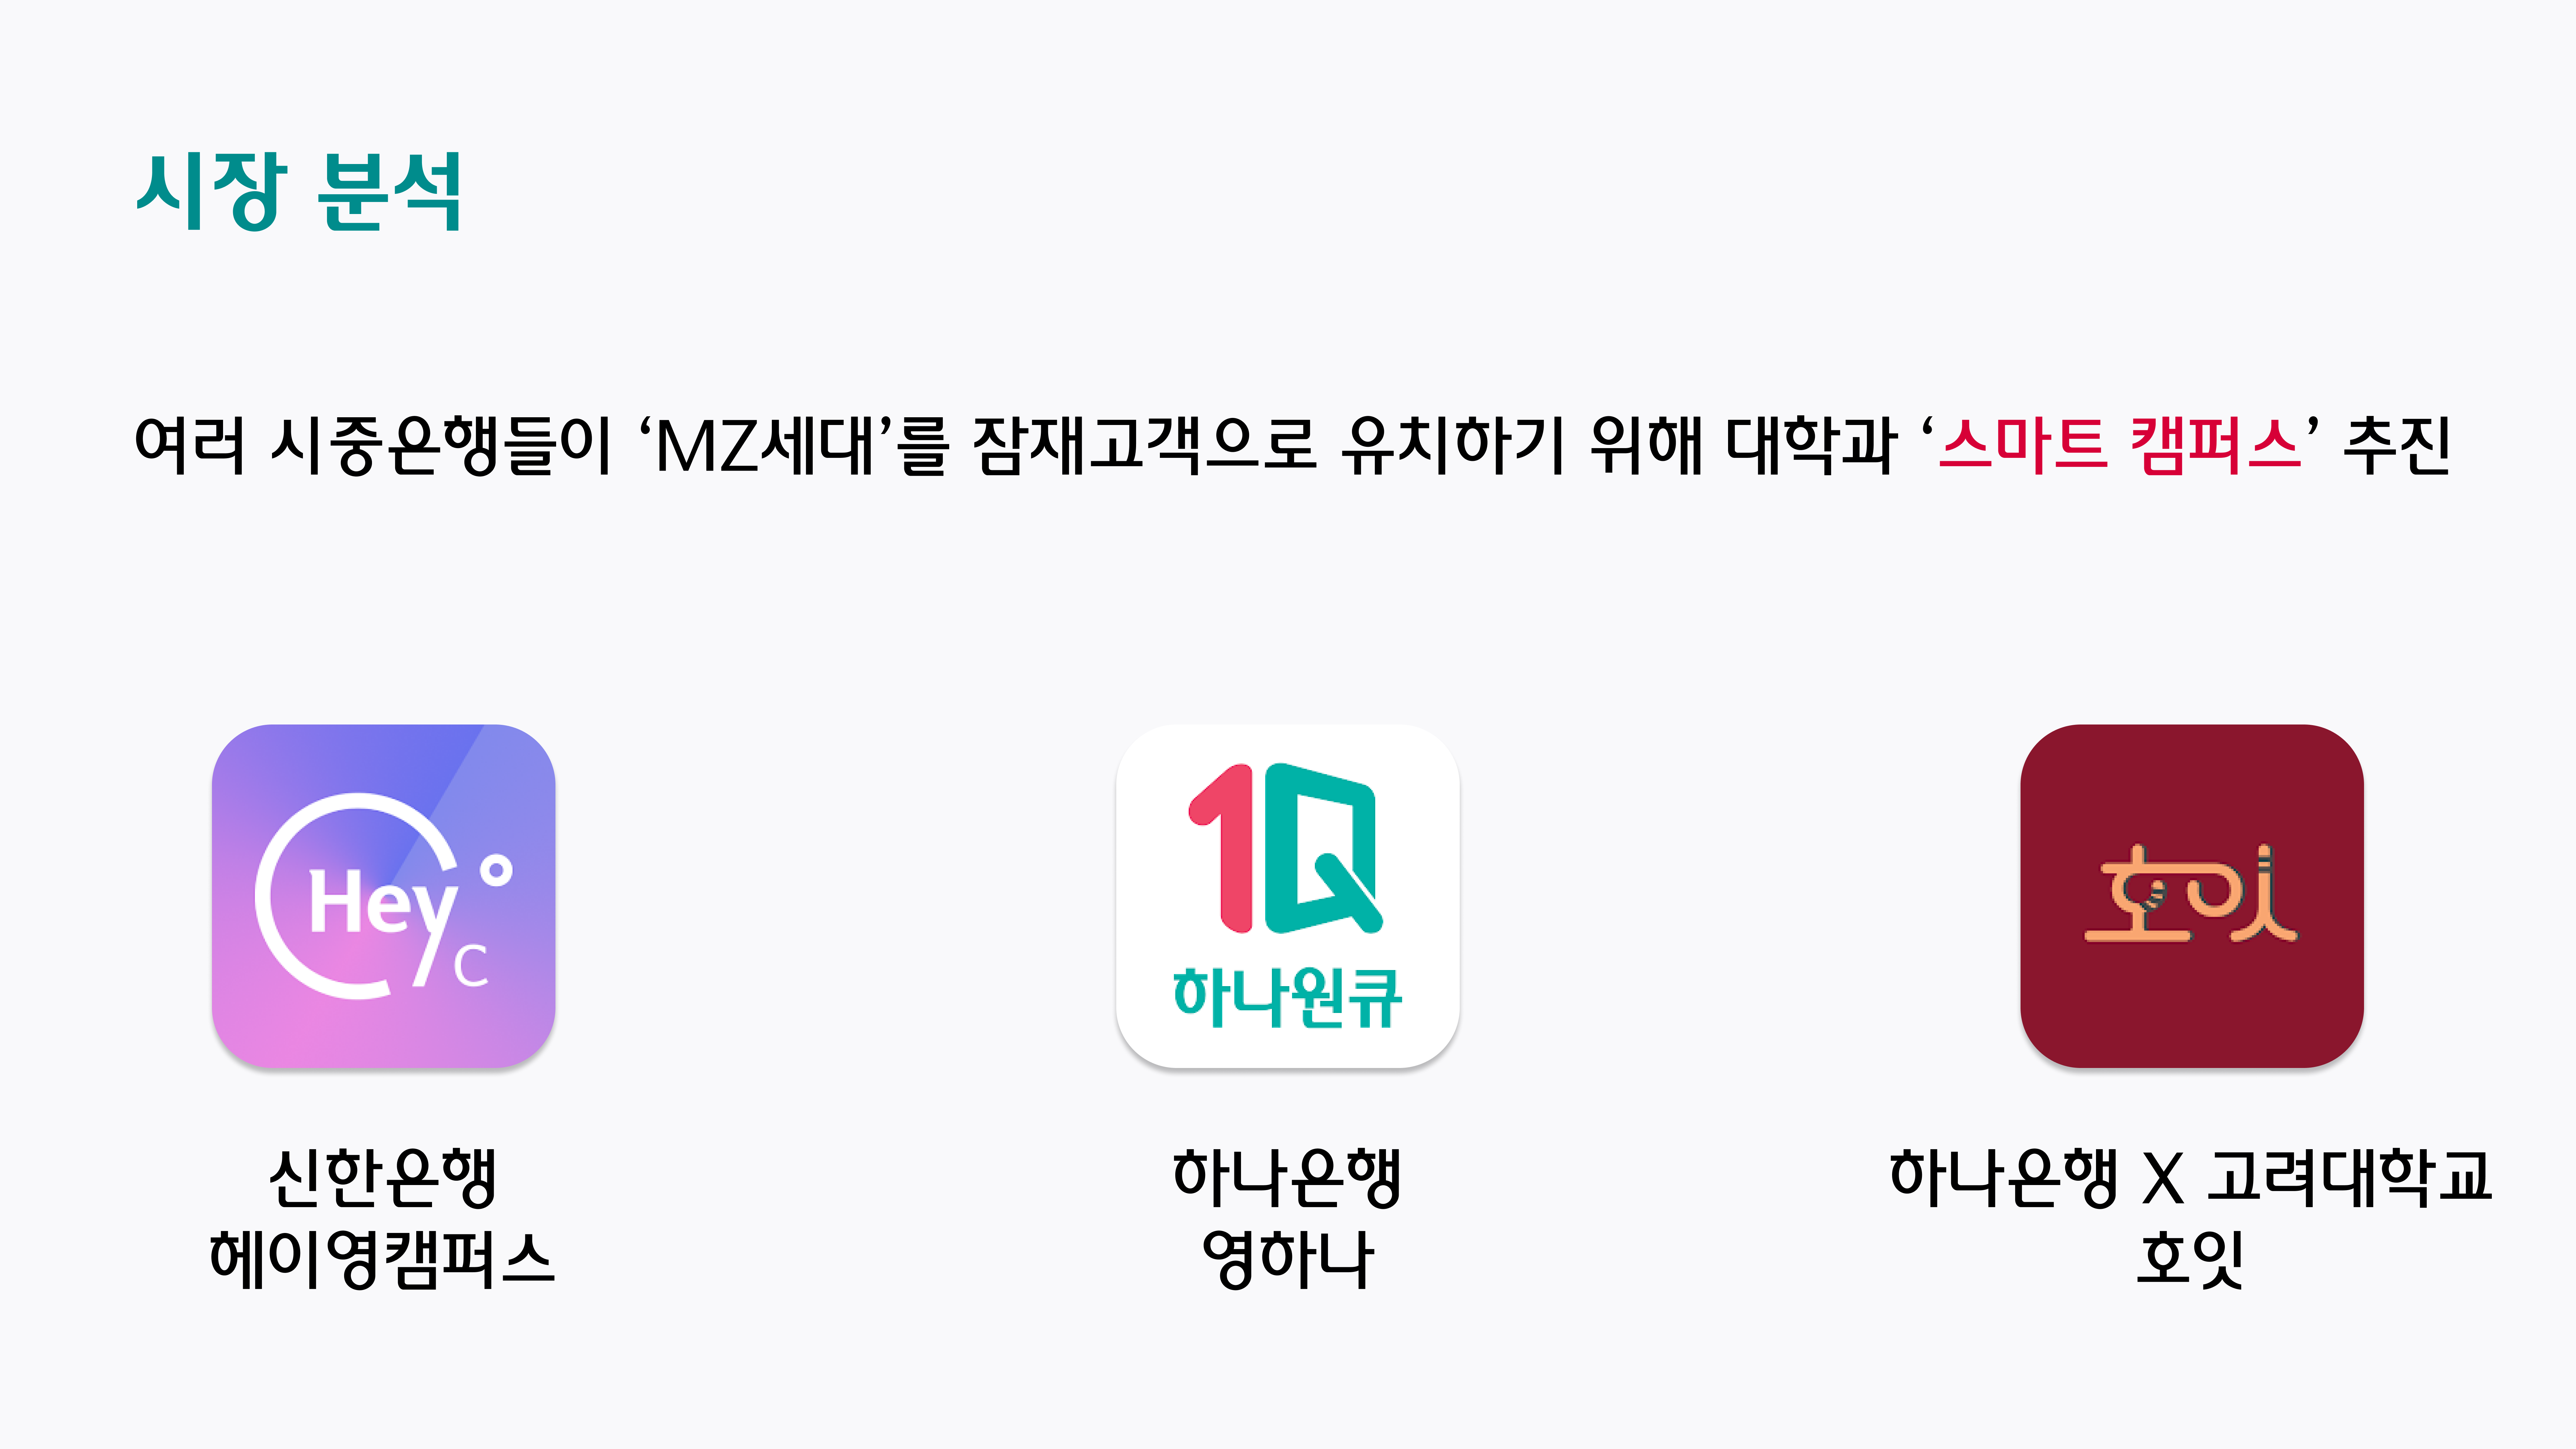 시장 분석
여러 시중은행들이 ‘MZ세대’를 잠재고객으로 유치하기 위해 대학과 ‘스마트 캠퍼스’ 추진
Hey
C
1Q
하나원큐
호잇
신한은행
헤이영캠퍼스
하나은행
영하나
하나은행 X 고려대학교
호잇